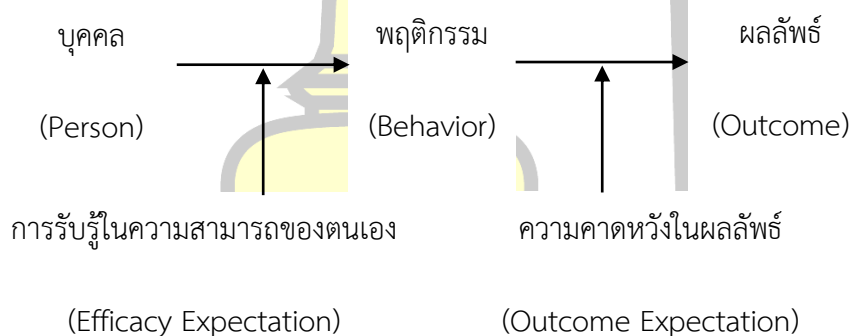 บุคคล พฤติกรรม ผลลัพธ์
(Person) (Behavior) (Outcome)
การรับรู้ในความสามารถของตนเอง ความคาดหวังในผลลัพธ์
(Efficacy Expectation) (Outcome Expectation)